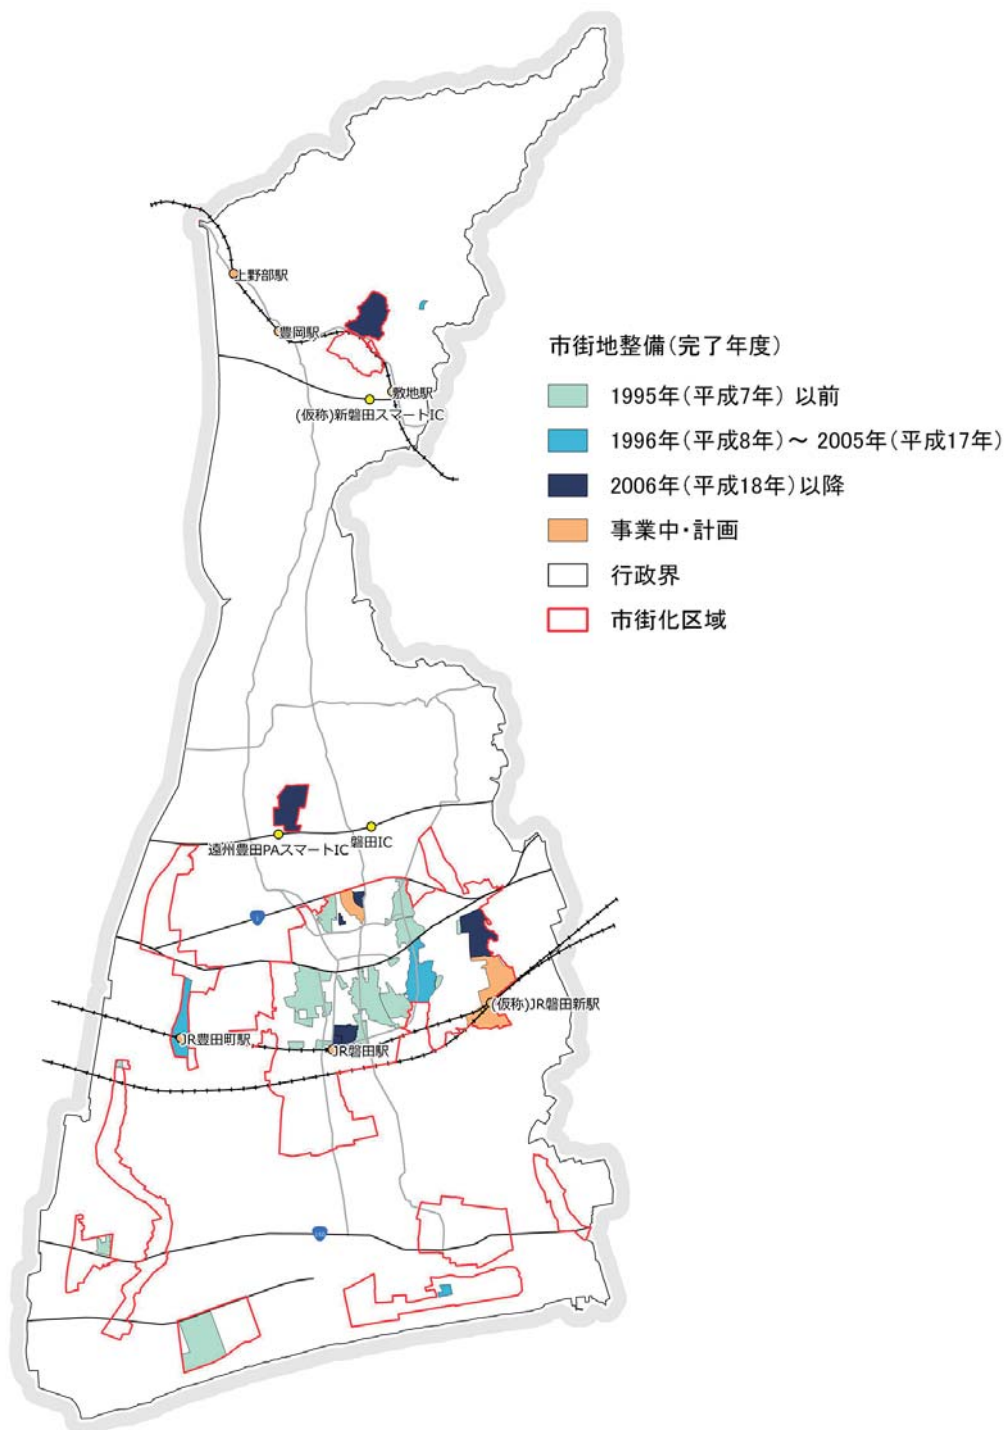 上野部駅
豊岡駅
敷地駅
(仮称)新磐田スマートIC
市街地整備(完了年度)
1995年(平成7年) 以前
1996年(平成8年)～ 2005年(平成17年)
2006年(平成18年)以降
事業中・計画
行政界
市街化区域
遠州豊田PAスマートIC
磐田IC
1
(仮称)JR磐田新駅
JR豊田町駅
JR磐田駅
150